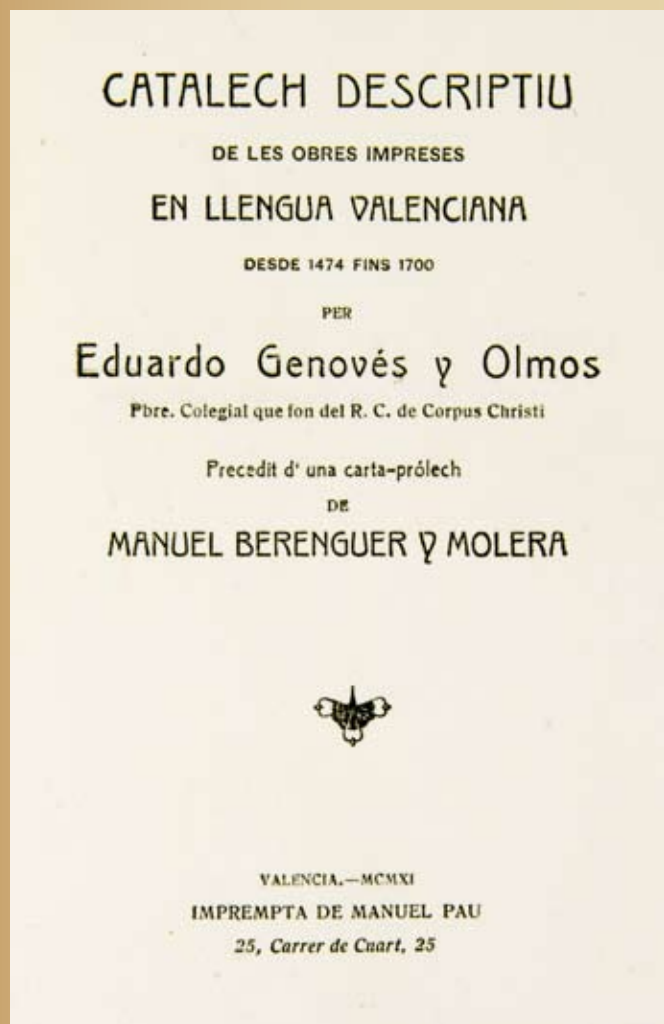 CATALECH DESCRIPTIU
DE LES OBRES IMPRESES
EN LLENGUA VALENCIANA
DESDE 1474 FINS 1700
PER
Eduardo Genovés y Olmos
Pbre. Colegial que fon del R. C. de Corpus Christi
Precedit d' una carta-prólech
DE
MANUEL BERENGUER Y MOLERA
VALENCIA.—MCMXI
IMPREMPTA DE MANUEL PAU
25, Carrer de Cuart, 25